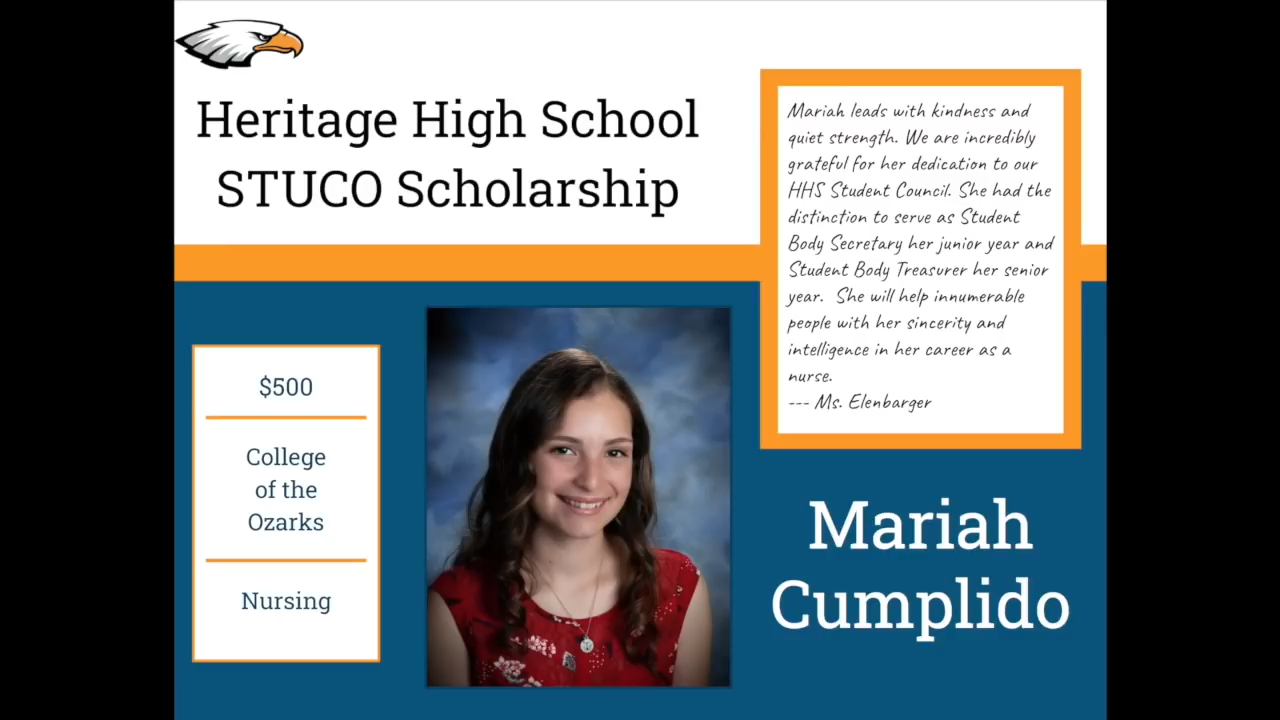 Heritage High School
STUCO Scholarship
Mariah leads with kindness and
quiet strength. We are incredibly
grateful for her dedication to our
HHS Student Council. She had the
distinction to serve as Student
Body Secretary her junior year and
Student Body Treasurer her senior
year. She will help innumerable
people with her sincerity and
intelligence in her career as a
nurse.
--- Ms. Elenbarger
$500
College
of the
Ozarks
Nursing
Mariah
Cumplido